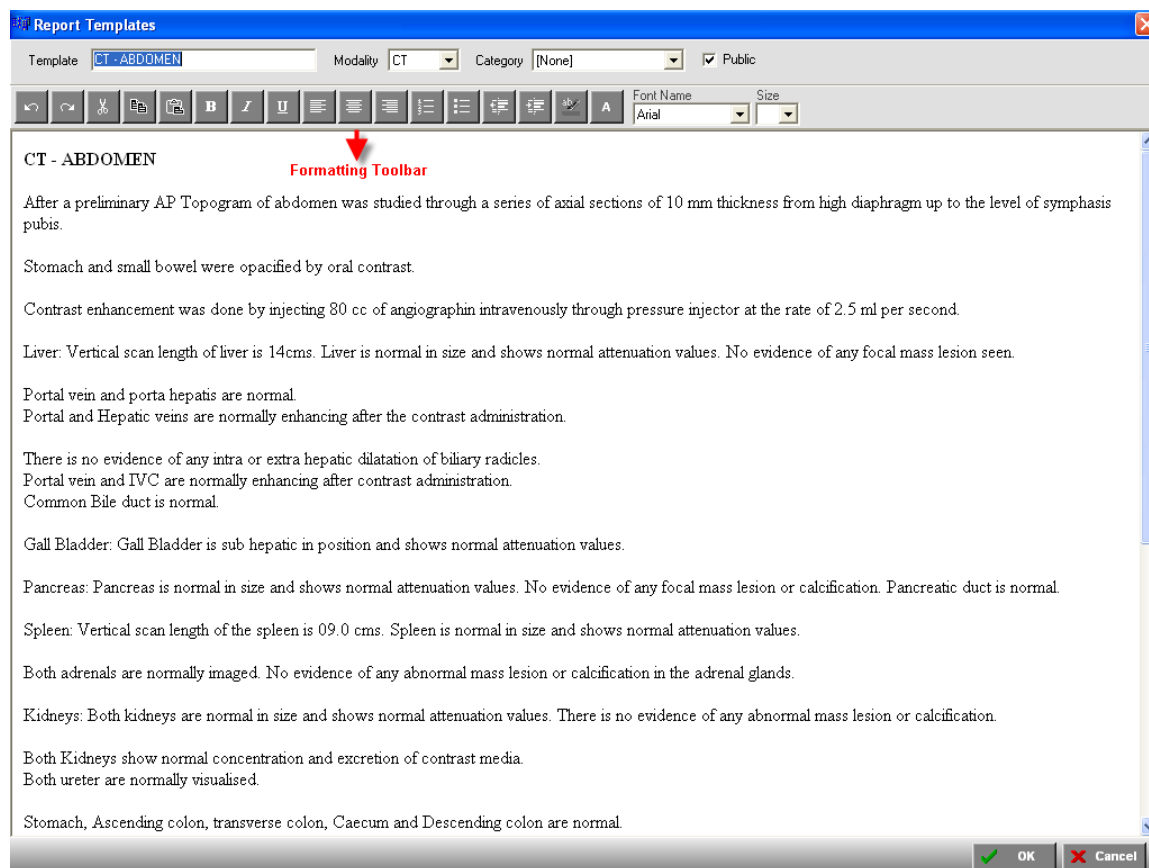 Report Templates
Template CT - ABDOMEN Modality CT Category [None] Public
B I U A Font Name Arial Size
Formatting Toolbar
CT - ABDOMEN
After a preliminary AP Topogram of abdomen was studied through a series of axial sections of 10 mm thickness from high diaphragm up to the level of symphasis
pubis.
Stomach and small bowel were opacified by oral contrast.
Contrast enhancement was done by injecting 80 cc of angiographin intravenously through pressure injector at the rate of 2.5 ml per second.
Liver: Vertical scan length of liver is 14cms. Liver is normal in size and shows normal attenuation values. No evidence of any focal mass lesion seen.
Portal vein and porta hepatis are normal.
Portal and Hepatic veins are normally enhancing after the contrast administration.
There is no evidence of any intra or extra hepatic dilatation of biliary radicles.
Portal vein and IVC are normally enhancing after contrast administration.
Common Bile duct is normal.
Gall Bladder: Gall Bladder is sub hepatic in position and shows normal attenuation values.
Pancreas: Pancreas is normal in size and shows normal attenuation values. No evidence of any focal mass lesion or calcification. Pancreatic duct is normal.
Spleen: Vertical scan length of the spleen is 09.0 cms. Spleen is normal in size and shows normal attenuation values.
Both adrenals are normally imaged. No evidence of any abnormal mass lesion or calcification in the adrenal glands.
Kidneys: Both kidneys are normal in size and shows normal attenuation values. There is no evidence of any abnormal mass lesion or calcification.
Both Kidneys show normal concentration and excretion of contrast media.
Both ureter are normally visualised.
Stomach, Ascending colon, transverse colon, Caecum and Descending colon are normal.
OK Cancel